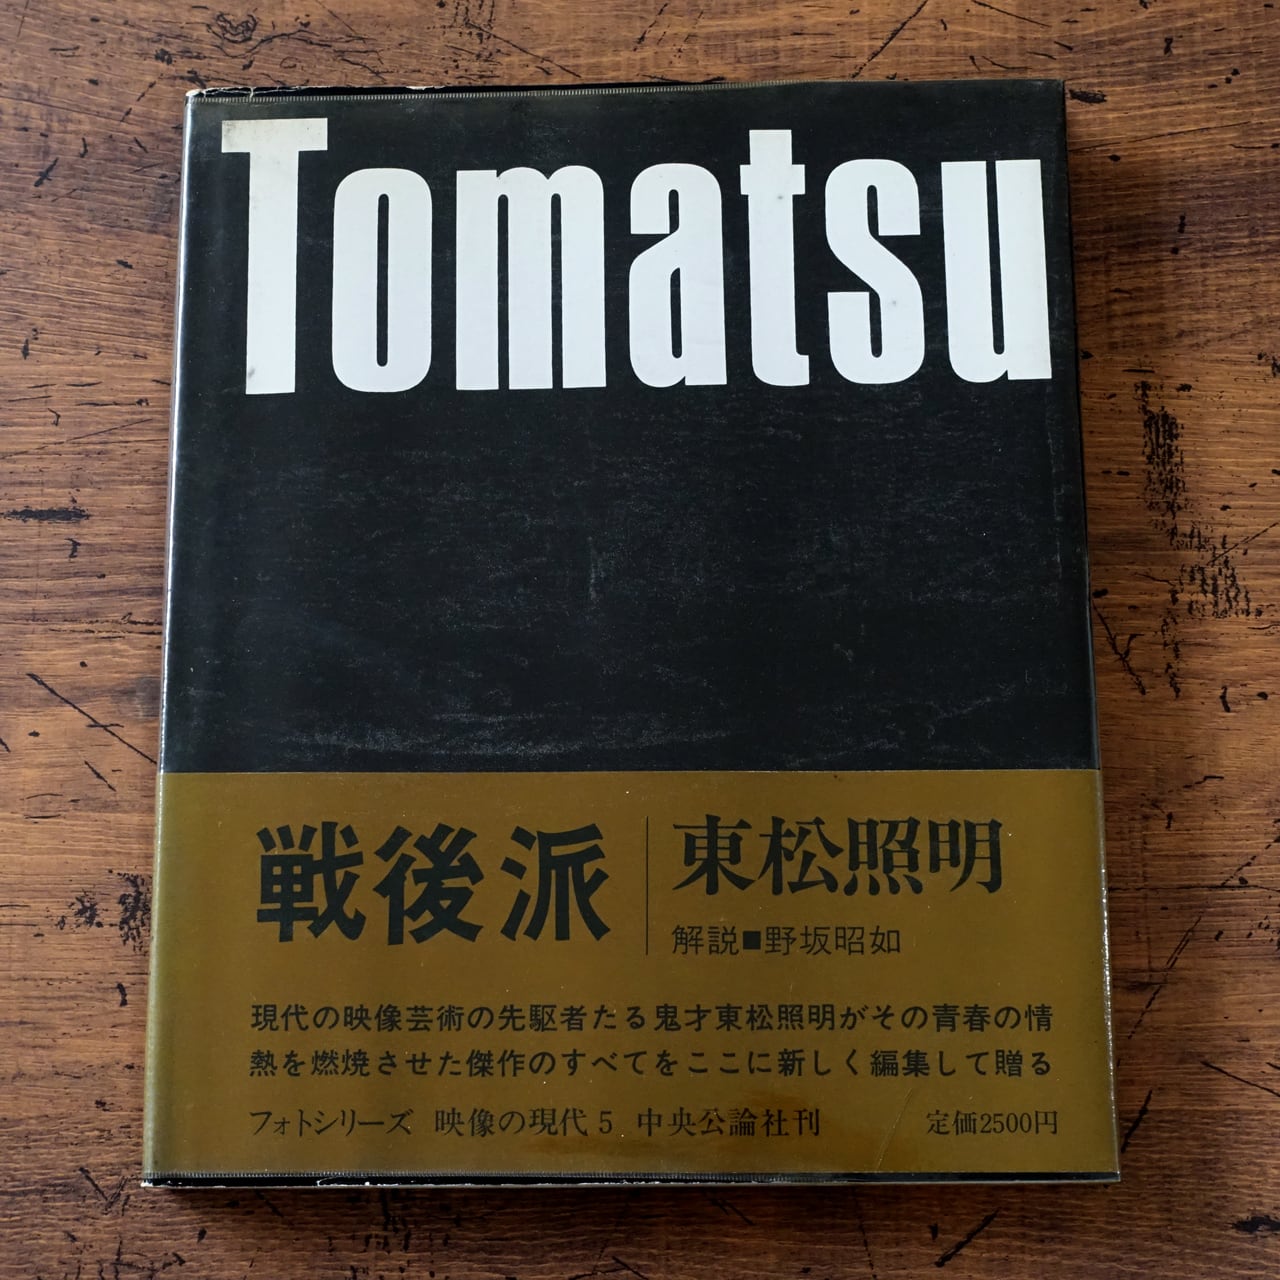 Tomatsu
戦後派
東松照明
解説■野坂昭如
現代の映像芸術の先駆者たる鬼才東松照明がその青春の情
熱を燃焼させた傑作のすべてをここに新しく編集して贈る
フォトシリーズ 映像の現代5 中央公論社刊 定価2500円